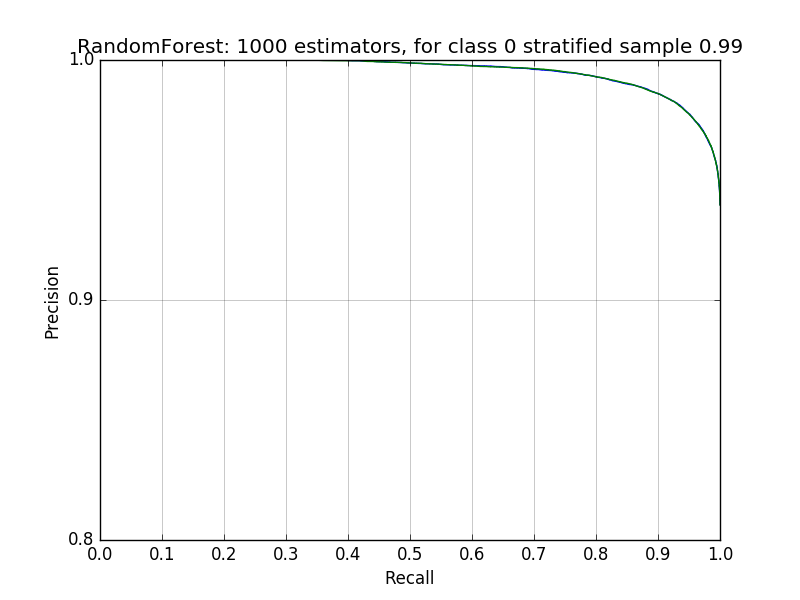 RandomForest: 1000 estimators, for class 0 stratified sample 0.99
1.0
0.9
0.8
Precision
0.0 0.1 0.2 0.3 0.4 0.5 0.6 0.7 0.8 0.9 1.0
Recall